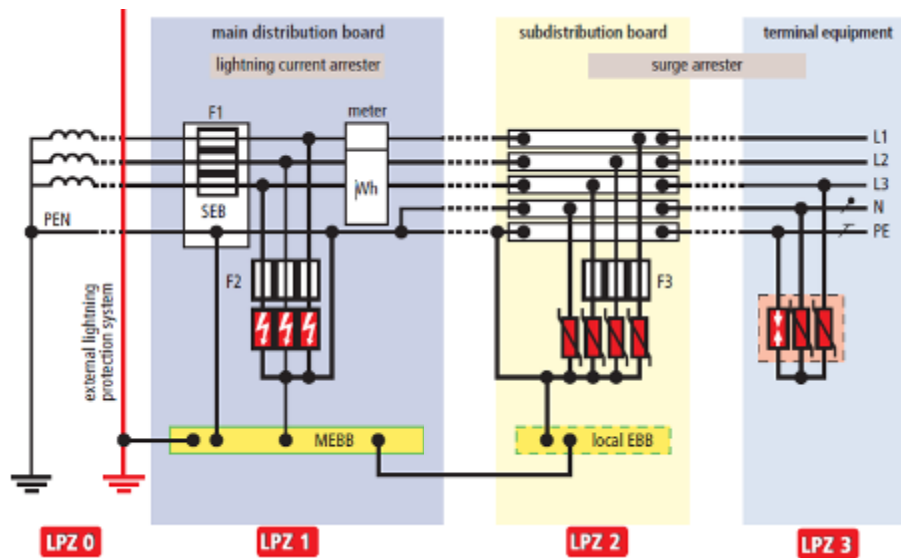 main distribution board
subdistribution board
terminal equipment
lightning current arrester
surge arrester
F1
meter
L1
L2
Wh
L3
SEB
N
PEN
PE
F2
F3
external lightning
protection system
MEBB
local EBB
LPZ 0
LPZ 1
LPZ 2
LPZ 3